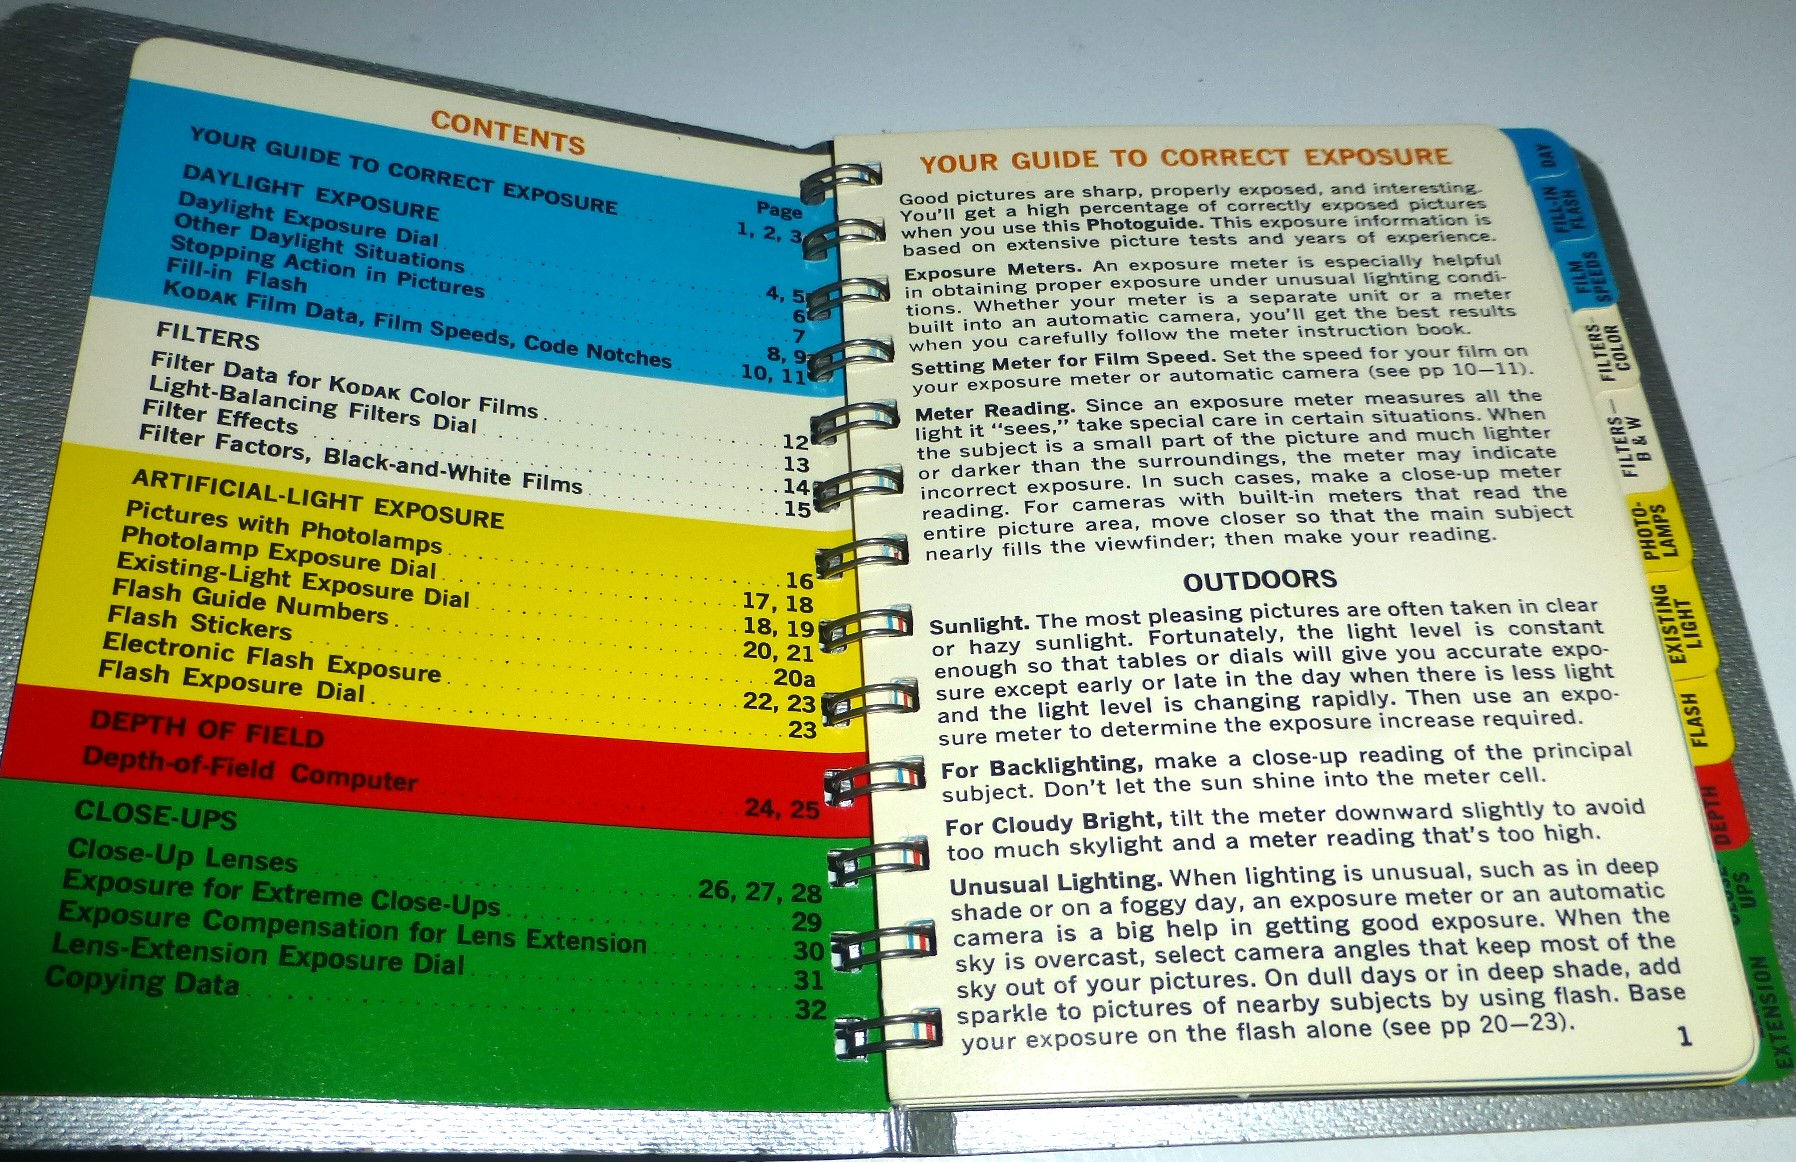 CONTENTS
Page
YOUR GUIDE TO CORRECT EXPOSURE 1, 2, 3
DAYLIGHT EXPOSURE
Daylight Exposure Dial 4, 5
Other Daylight Situations 6
Stopping Action in Pictures 7
Fill-in Flash 8, 9
KODAK Film Data, Film Speeds, Code Notches 10, 11
FILTERS
Filter Data for KODAK Color Films 12
Light-Balancing Filters Dial 13
Filter Effects 14
Filter Factors, Black-and-White Films 15
ARTIFICIAL-LIGHT EXPOSURE
Pictures with Photolamps 16
Photolamp Exposure Dial 17, 18
Existing-Light Exposure Dial 18, 19
Flash Guide Numbers 20, 21
Flash Stickers 20a
Electronic Flash Exposure 22, 23
Flash Exposure Dial 23
DEPTH OF FIELD
Depth-of-Field Computer 24, 25
CLOSE-UPS
Close-Up Lenses 26, 27, 28
Exposure for Extreme Close-Ups 29
Exposure Compensation for Lens Extension 30
Lens-Extension Exposure Dial 31
Copying Data 32
YOUR GUIDE TO CORRECT EXPOSURE
Good pictures are sharp, properly exposed, and interesting.
You'll get a high percentage of correctly exposed pictures
when you use this Photoguide. This exposure information is
based on extensive picture tests and years of experience.
Exposure Meters. An exposure meter is especially helpful
in obtaining proper exposure under unusual lighting condi-
tions. Whether your meter is a separate unit or a meter
built into an automatic camera, you'll get the best results
when you carefully follow the meter instruction book.
Setting Meter for Film Speed. Set the speed for your film on
your exposure meter or automatic camera (see pp 10–11).
Meter Reading. Since an exposure meter measures all the
light it "sees," take special care in certain situations. When
the subject is a small part of the picture and much lighter
or darker than the surroundings, the meter may indicate
incorrect exposure. In such cases, make a close-up meter
reading. For cameras with built-in meters that read the
entire picture area, move closer so that the main subject
nearly fills the viewfinder; then make your reading.
OUTDOORS
Sunlight. The most pleasing pictures are often taken in clear
or hazy sunlight. Fortunately, the light level is constant
enough so that tables or dials will give you accurate expo-
sure except early or late in the day when there is less light
and the light level is changing rapidly. Then use an expo-
sure meter to determine the exposure increase required.
For Backlighting, make a close-up reading of the principal
subject. Don't let the sun shine into the meter cell.
For Cloudy Bright, tilt the meter downward slightly to avoid
too much skylight and a meter reading that's too high.
Unusual Lighting. When lighting is unusual, such as in deep
shade or on a foggy day, an exposure meter or an automatic
camera is a big help in getting good exposure. When the
sky is overcast, select camera angles that keep most of the
sky out of your pictures. On dull days or in deep shade, add
sparkle to pictures of nearby subjects by using flash. Base
your exposure on the flash alone (see pp 20–23).
1
DAY
FILL-IN
FLASH
FILM
SPEEDS
FILTERS-
COLOR
FILTERS—
B & W
PHOTO-
LAMPS
EXISTING
LIGHT
FLASH
DEPTH
UPS
EXTENSION